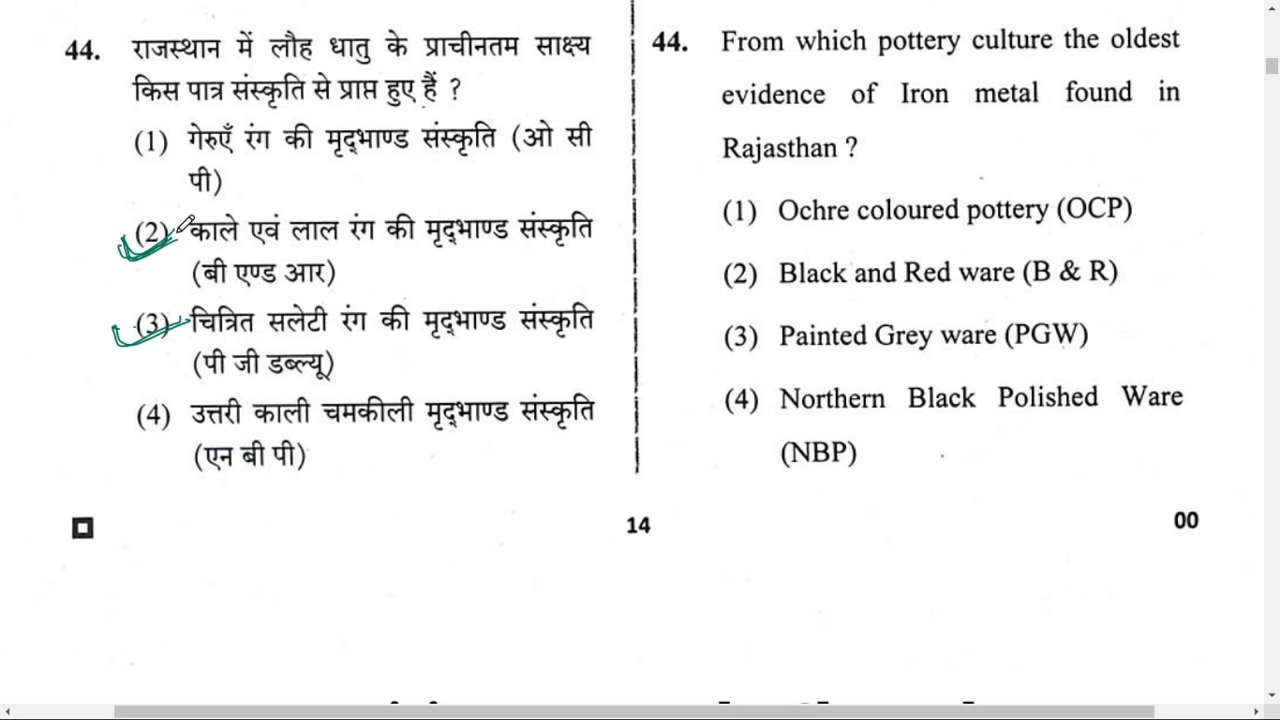 44. राजस्थान में लौह धातु के प्राचीनतम साक्ष्य
किस पात्र संस्कृति से प्राप्त हुए हैं ?
(1) गेरुएँ रंग की मृद्‌भाण्ड संस्कृति (ओ सी
पी)
(2) काले एवं लाल रंग की मृद्‌भाण्ड संस्कृति
(बी एण्ड आर)
(3) चित्रित सलेटी रंग की मृद्‌भाण्ड संस्कृति
(पी जी डब्ल्यू)
(4) उत्तरी काली चमकीली मृद्‌भाण्ड संस्कृति
(एन बी पी)
44. From which pottery culture the oldest
evidence of Iron metal found in
Rajasthan ?
(1) Ochre coloured pottery (OCP)
(2) Black and Red ware (B & R)
(3) Painted Grey ware (PGW)
(4) Northern Black Polished Ware
(NBP)
14
00